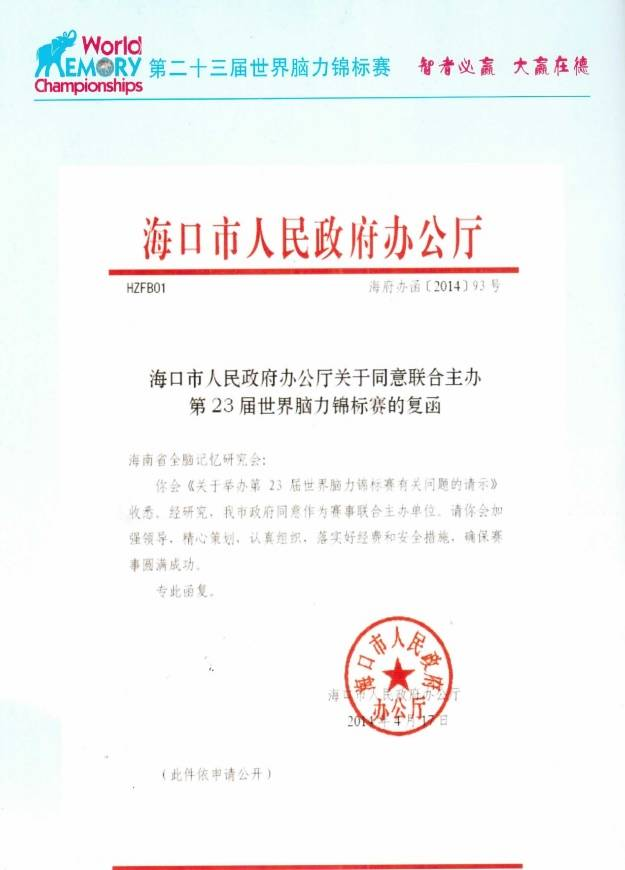 World
MEMORY
Championships
第二十三届世界脑力锦标赛
智者必赢 大赢在德
海口市人民政府办公厅
HZFB01
海府办函〔2014〕93号
海口市人民政府办公厅关于同意联合主办
第23届世界脑力锦标赛的复函
海南省全脑记忆研究会:
你会《关于举办第 23 届世界脑力锦标赛有关问题的请示》
收悉。经研究，我市政府同意作为赛事联合主办单位。请你会加
强领导，精心策划，认真组织，落实好经费和安全措施，确保赛
事圆满成功。
专此函复。
海口市人民政府
办公厅
海口市人民政府办公厅
2014年4月17日
（此件依申请公开）